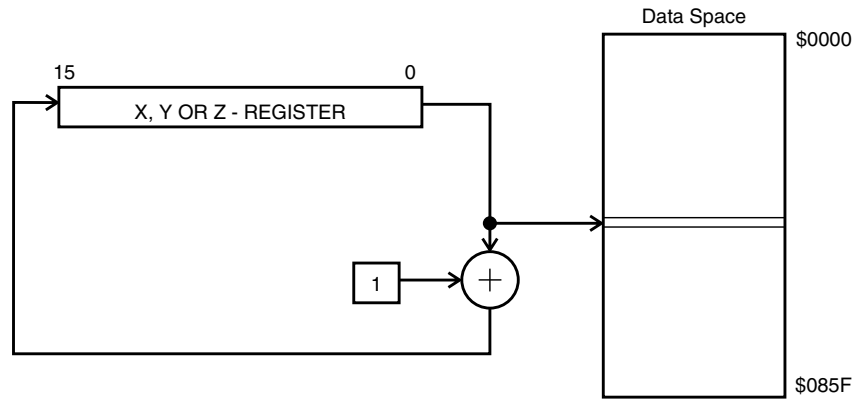 Data Space
$0000
15 0
X, Y OR Z - REGISTER
1
+
$085F